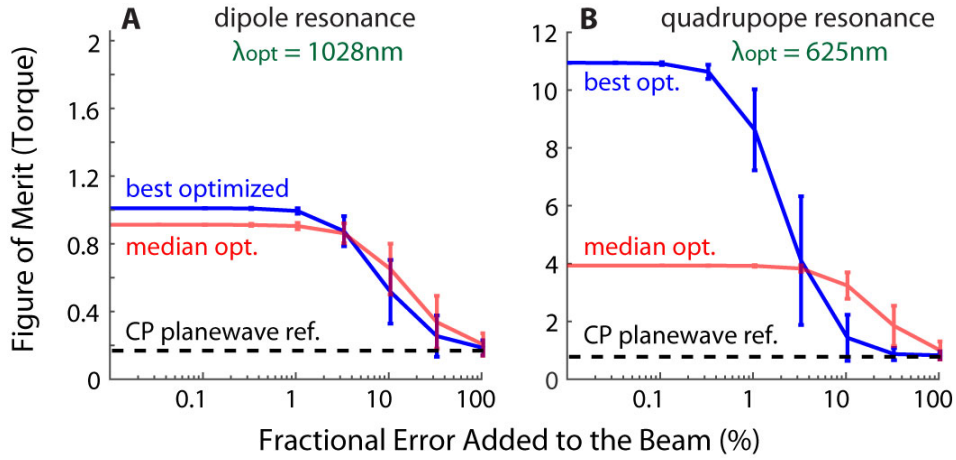 A dipole resonance
λopt = 1028nm
Figure of Merit (Torque)
2
1.6
1.2
0.8
0.4
0
best optimized
median opt.
CP planewave ref.
0.1 1 10 100
B quadrupope resonance
λopt = 625nm
12
10
8
6
4
2
0
best opt.
median opt.
CP planewave ref.
0.1 1 10 100
Fractional Error Added to the Beam (%)